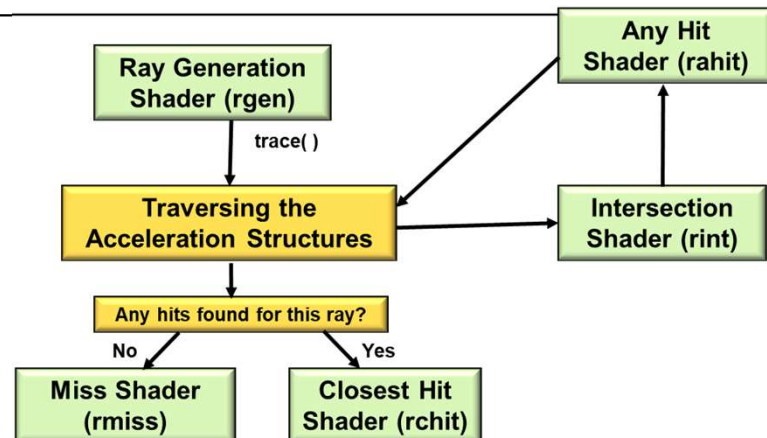 Any Hit
Shader (rahit)
Ray Generation
Shader (rgen)
trace( )
Traversing the
Acceleration Structures
Intersection
Shader (rint)
Any hits found for this ray?
No
Yes
Miss Shader
(rmiss)
Closest Hit
Shader (rchit)